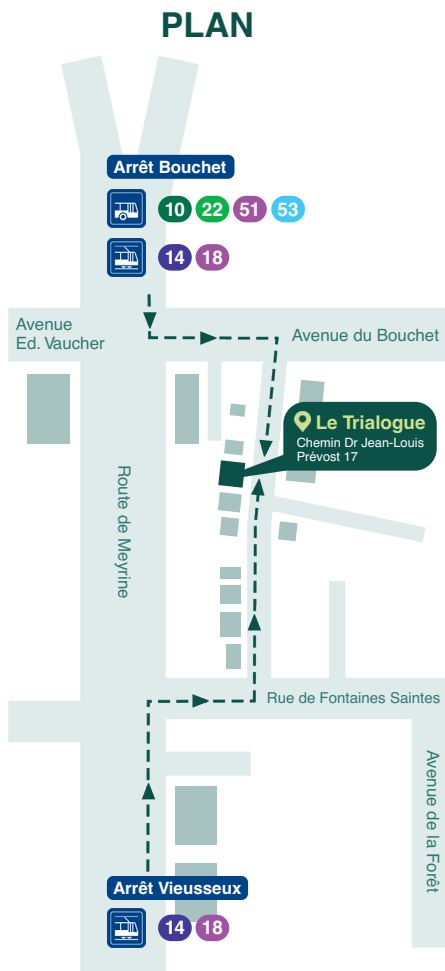 PLAN
Arrêt Bouchet
10 22 51 53
14 18
Avenue
Ed. Vaucher
Avenue du Bouchet
Le Trialogue
Chemin Dr Jean-Louis
Prévost 17
Route de Meyrine
Rue de Fontaines Saintes
Avenue de la Forêt
Arrêt Vieusseux
14 18